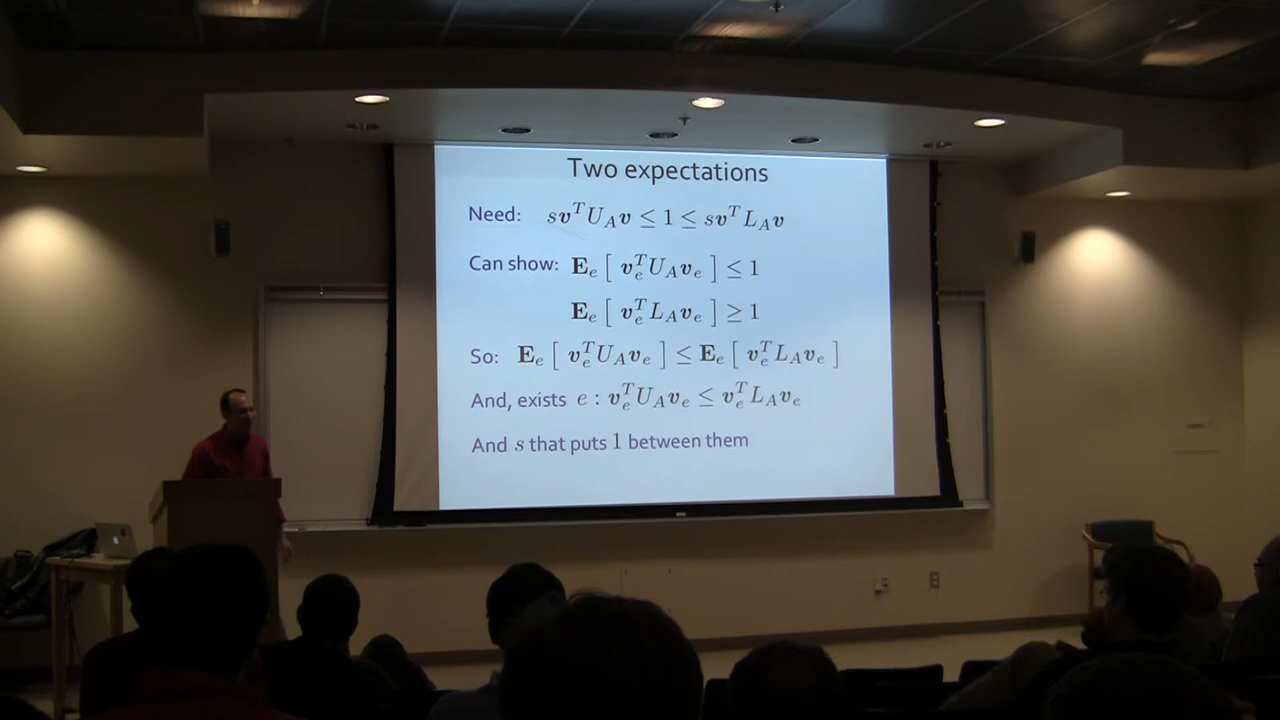 Two expectations
Need: $s\boldsymbol{v}^T U_A \boldsymbol{v} \leq 1 \leq s\boldsymbol{v}^T L_A \boldsymbol{v}$
Can show: $\mathbf{E}_e \left[ \boldsymbol{v}_e^T U_A \boldsymbol{v}_e \right] \leq 1$
$\mathbf{E}_e \left[ \boldsymbol{v}_e^T L_A \boldsymbol{v}_e \right] \geq 1$
So: $\mathbf{E}_e \left[ \boldsymbol{v}_e^T U_A \boldsymbol{v}_e \right] \leq \mathbf{E}_e \left[ \boldsymbol{v}_e^T L_A \boldsymbol{v}_e \right]$
And, exists $e : \boldsymbol{v}_e^T U_A \boldsymbol{v}_e \leq \boldsymbol{v}_e^T L_A \boldsymbol{v}_e$
And $s$ that puts $1$ between them